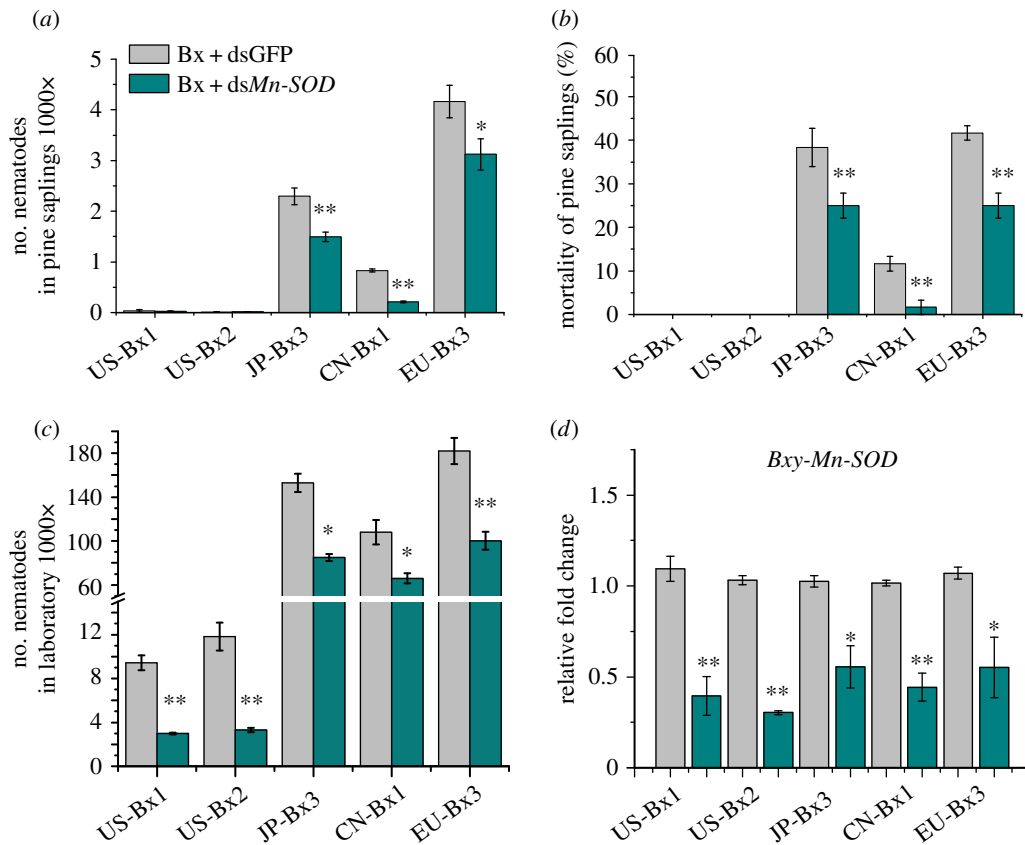 (a)
Bx + dsGFP
Bx + dsMn-SOD
no. nematodes
in pine saplings 1000×
5
4
3
2
1
0
**
**
*
US-Bx1
US-Bx2
JP-Bx3
CN-Bx1
EU-Bx3
(b)
mortality of pine saplings (%)
60
50
40
30
20
10
0
**
**
**
US-Bx1
US-Bx2
JP-Bx3
CN-Bx1
EU-Bx3
(c)
no. nematodes
in laboratory 1000×
180
140
100
60
12
9
6
3
0
**
**
*
*
**
US-Bx1
US-Bx2
JP-Bx3
CN-Bx1
EU-Bx3
(d)
Bxy-Mn-SOD
relative fold change
1.5
1.0
0.5
0
**
**
*
**
*
US-Bx1
US-Bx2
JP-Bx3
CN-Bx1
EU-Bx3